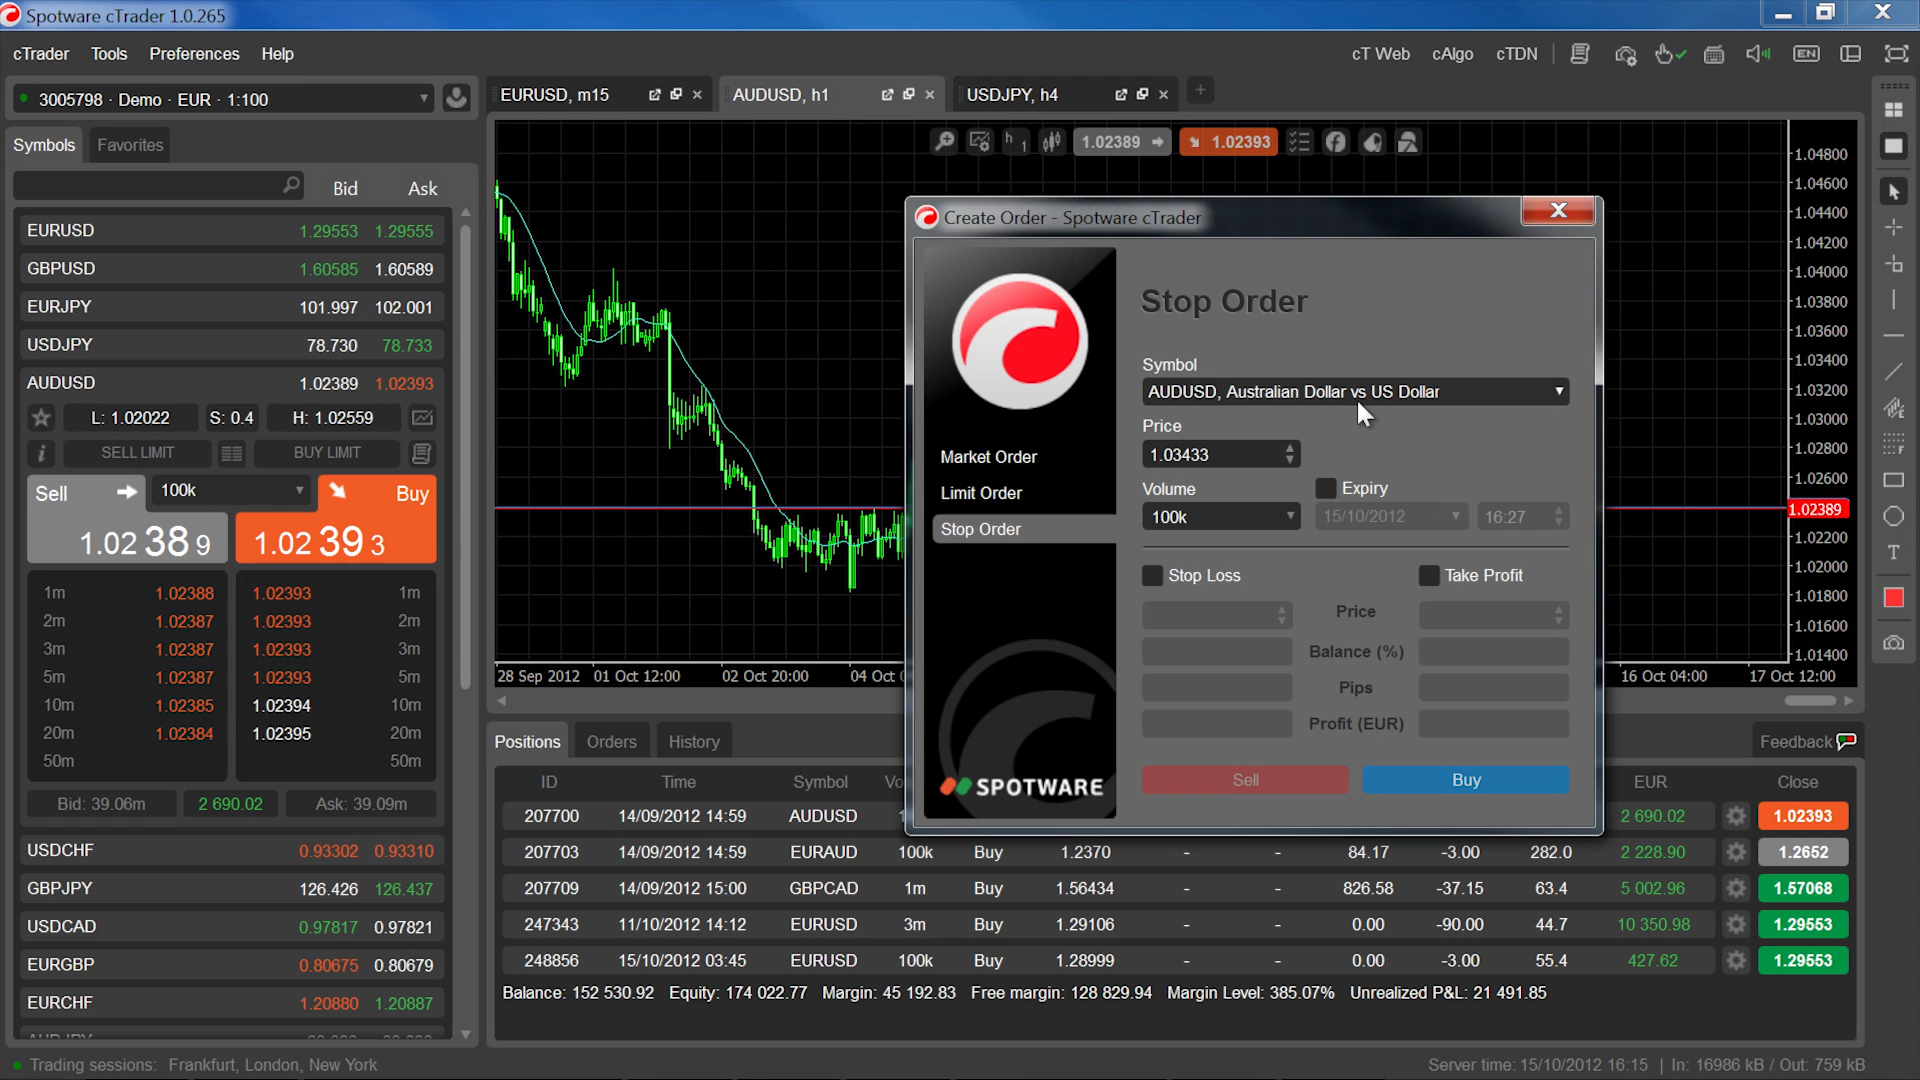 Spotware cTrader 1.0.265
cTrader Tools Preferences Help
cT Web cAlgo cTDN EN
3005798 · Demo · EUR · 1:100
EURUSD, m15
AUDUSD, h1
USDJPY, h4
Symbols Favorites
Bid Ask
EURUSD 1.29553 1.29555
GBPUSD 1.60585 1.60589
EURJPY 101.997 102.001
USDJPY 78.730 78.733
AUDUSD 1.02389 1.02393
L: 1.02022 S: 0.4 H: 1.02559
SELL LIMIT BUY LIMIT
Sell 100k Buy
1.02 38 9 1.02 39 3
1m 1.02388 1.02393 1m
2m 1.02387 1.02393 2m
3m 1.02387 1.02393 3m
5m 1.02387 1.02393 5m
10m 1.02385 1.02394 10m
20m 1.02384 1.02395 20m
50m 50m
Bid: 39.06m 2 690.02 Ask: 39.09m
USDCHF 0.93302 0.93310
GBPJPY 126.426 126.437
USDCAD 0.97817 0.97821
EURGBP 0.80675 0.80679
EURCHF 1.20880 1.20887
h 1 1.02389 1.02393
1.04800
1.04600
1.04400
1.04200
1.04000
1.03800
1.03600
1.03400
1.03200
1.03000
1.02800
1.02600
1.02389
1.02200
1.02000
1.01800
1.01600
1.01400
28 Sep 2012 01 Oct 12:00 02 Oct 20:00 04 Oct 16 Oct 04:00 17 Oct 12:00
Create Order - Spotware cTrader
Market Order
Limit Order
Stop Order
SPOTWARE
Stop Order
Symbol
AUDUSD, Australian Dollar vs US Dollar
Price
1.03433
Volume Expiry
100k 15/10/2012 16:27
Stop Loss Take Profit
Price
Balance (%)
Pips
Profit (EUR)
Sell Buy
Positions Orders History
Feedback
ID Time Symbol EUR Close
207700 14/09/2012 14:59 AUDUSD 2 690.02 1.02393
207703 14/09/2012 14:59 EURAUD 100k Buy 1.2370 - - 84.17 -3.00 282.0 2 228.90 1.2652
207709 14/09/2012 15:00 GBPCAD 1m Buy 1.56434 - - 826.58 -37.15 63.4 5 002.96 1.57068
247343 11/10/2012 14:12 EURUSD 3m Buy 1.29106 - - 0.00 -90.00 44.7 10 350.98 1.29553
248856 15/10/2012 03:45 EURUSD 100k Buy 1.28999 - - 0.00 -3.00 55.4 427.62 1.29553
Balance: 152 530.92 Equity: 174 022.77 Margin: 45 192.83 Free margin: 128 829.94 Margin Level: 385.07% Unrealized P&L: 21 491.85
Trading sessions: Frankfurt, London, New York
Server time: 15/10/2012 16:15 | In: 16986 kB / Out: 759 kB